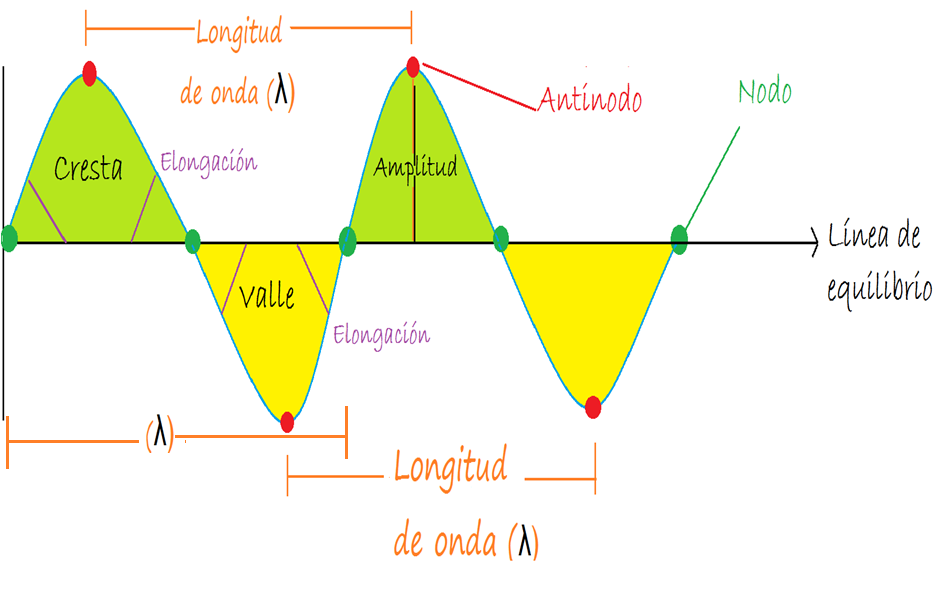 Longitud
de onda (λ)
Antinodo
Nodo
Cresta
Elongación
Amplitud
Línea de
equilibrio
Valle
Elongación
(λ)
Longitud
de onda (λ)